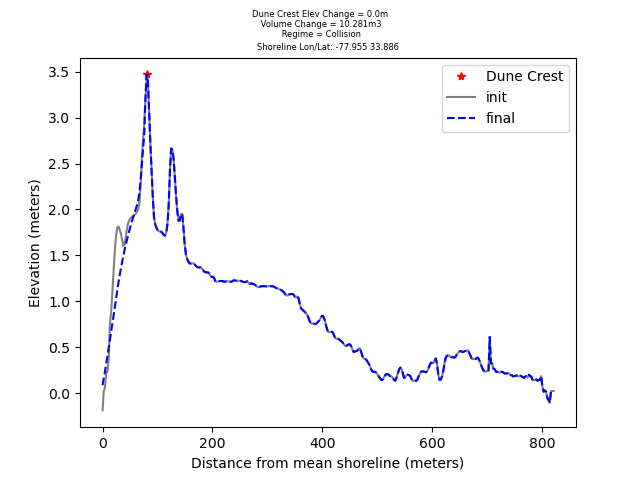 Dune Crest Elev Change = 0.0m
Volume Change = 10.281m3
Regime = Collision
Shoreline Lon/Lat: -77.955 33.886
Dune Crest
init
final
3.5
3.0
2.5
2.0
1.5
1.0
0.5
0.0
Elevation (meters)
0
200
400
600
800
Distance from mean shoreline (meters)